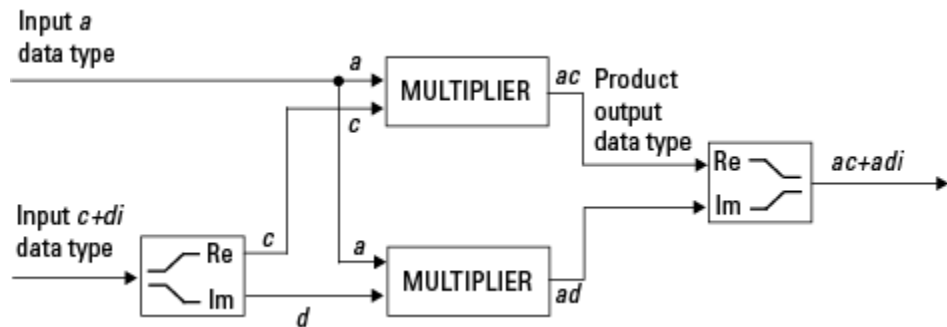 Input a
data type
a
c
MULTIPLIER
ac
Product
output
data type
Re
Im
ac+adi
Input c+di
data type
Re
Im
c
d
a
MULTIPLIER
ad